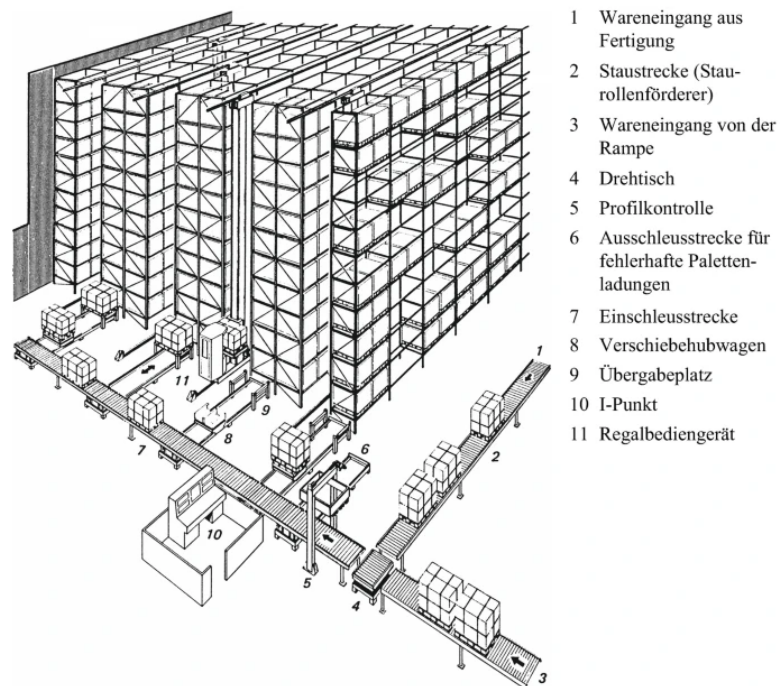 1 Wareneingang aus
Fertigung
2 Staustrecke (Stau-
rollenförderer)
3 Wareneingang von der
Rampe
4 Drehtisch
5 Profilkontrolle
6 Ausschleusstrecke für
fehlerhafte Paletten-
ladungen
7 Einschleusstrecke
8 Verschiebehubwagen
9 Übergabeplatz
10 I-Punkt
11 Regalbediengerät
1
11
9
8
2
6
7
10
5
4
3